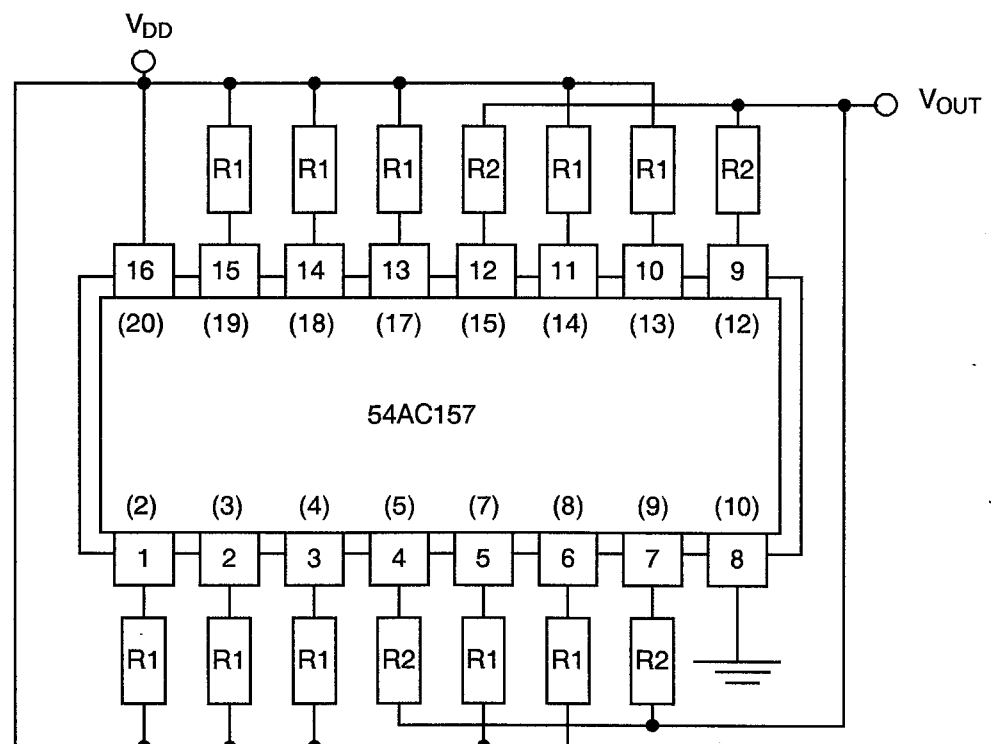 VDD
VOUT
R1 R1 R1 R2 R1 R1 R2
16 15 14 13 12 11 10 9
(20) (19) (18) (17) (15) (14) (13) (12)
54AC157
(2) (3) (4) (5) (7) (8) (9) (10)
1 2 3 4 5 6 7 8
R1 R1 R1 R2 R1 R1 R2